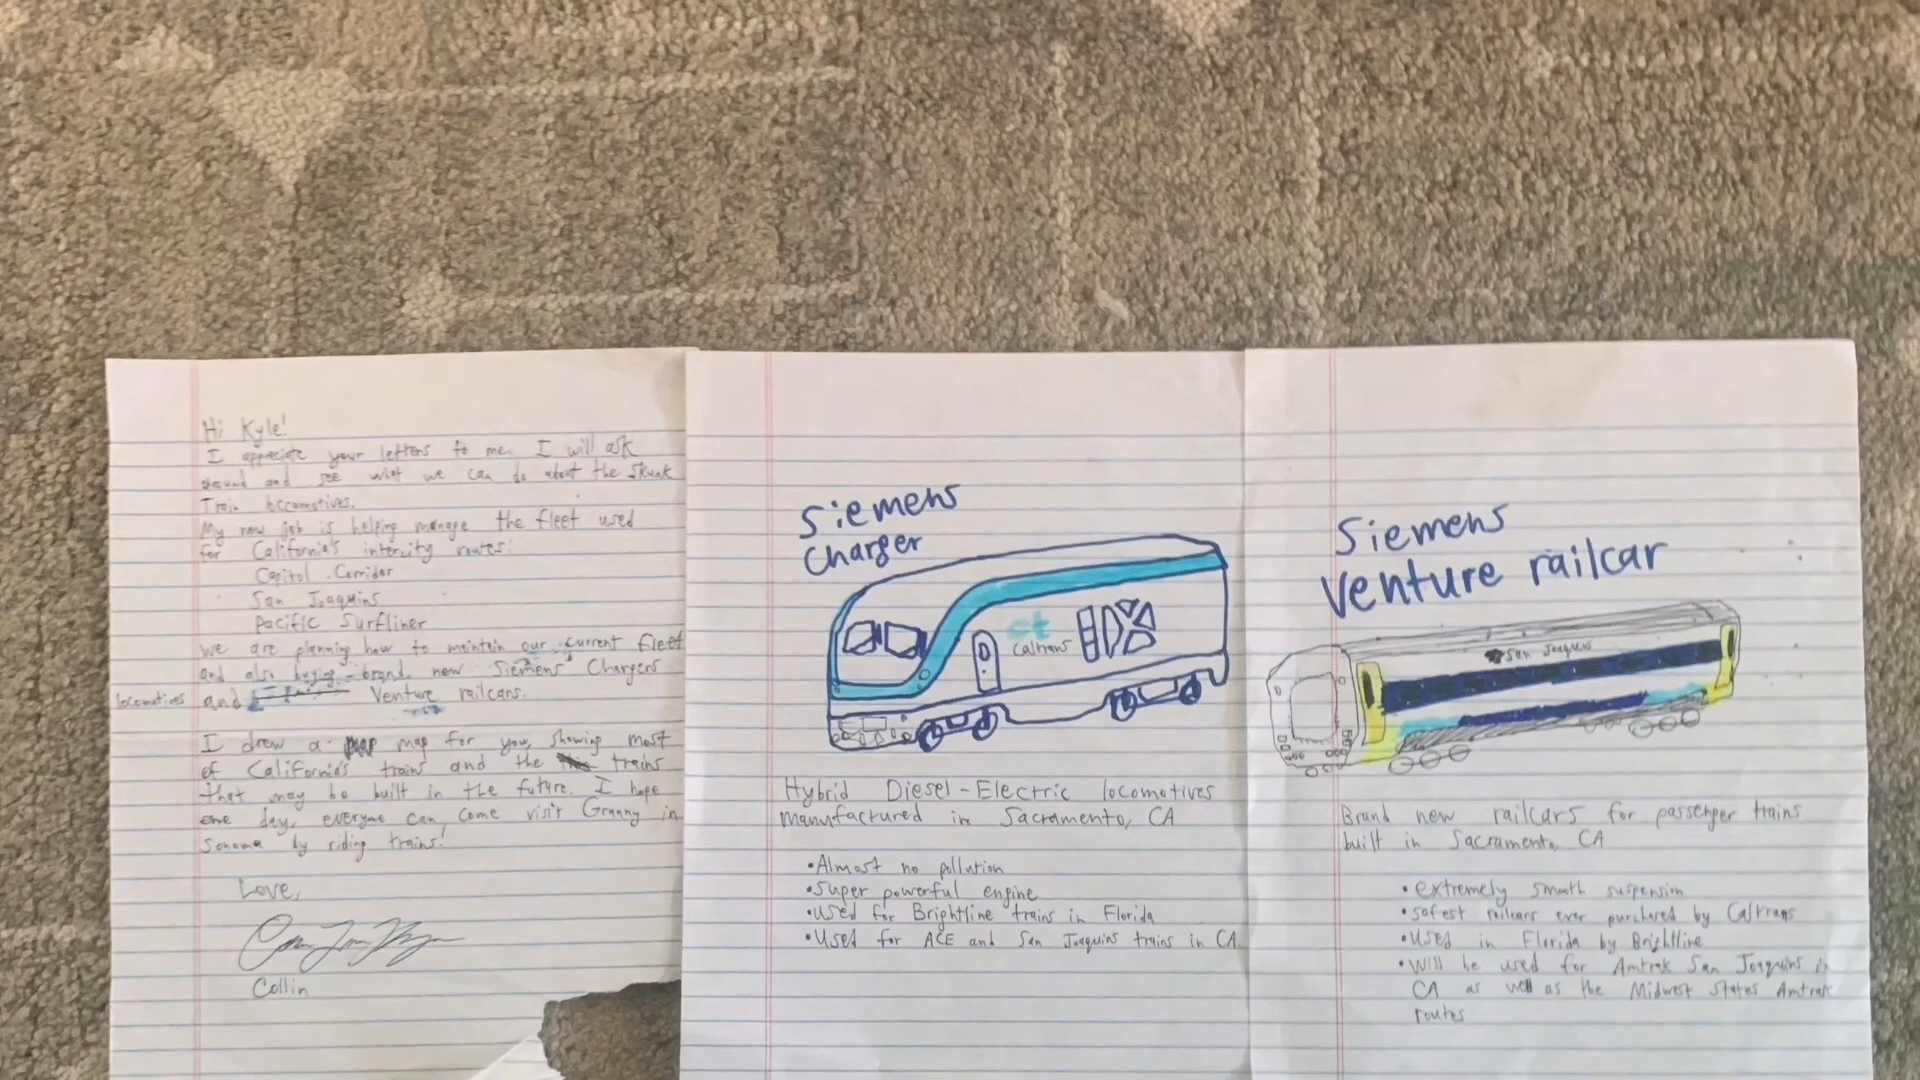 Hi Kyle!
I appreciate your letters to me. I will ask
around and see what we can do about the Skunk
Train locomotives.
My new job is helping manage the fleet used
for California's intercity routes:
Capitol Corridor
San Joaquins
Pacific Surfliner
we are planning how to maintain our current fleet
and also buying brand new Siemens Chargers
locomotives and Venture railcars.
I drew a map for you, showing most
of California's trains and the trains
that may be built in the future. I hope
one day, everyone can come visit Granny in
Sonoma by riding trains!
Love,
Collin
Siemens
Charger
ct
caltrans
Hybrid Diesel-Electric locomotives
manufactured in Sacramento, CA
• Almost no pollution
• Super powerful engine
• Used for Brightline trains in Florida
• Used for ACE and San Joaquins trains in CA
Siemens
Venture railcar
San Joaquins
Brand new railcars for passenger trains
built in Sacramento, CA
• extremely smooth suspension
• safest railcars ever purchased by Caltrans
• Used in Florida by Brightline
• Will be used for Amtrak San Joaquins in
CA as well as the Midwest States Amtrak
routes